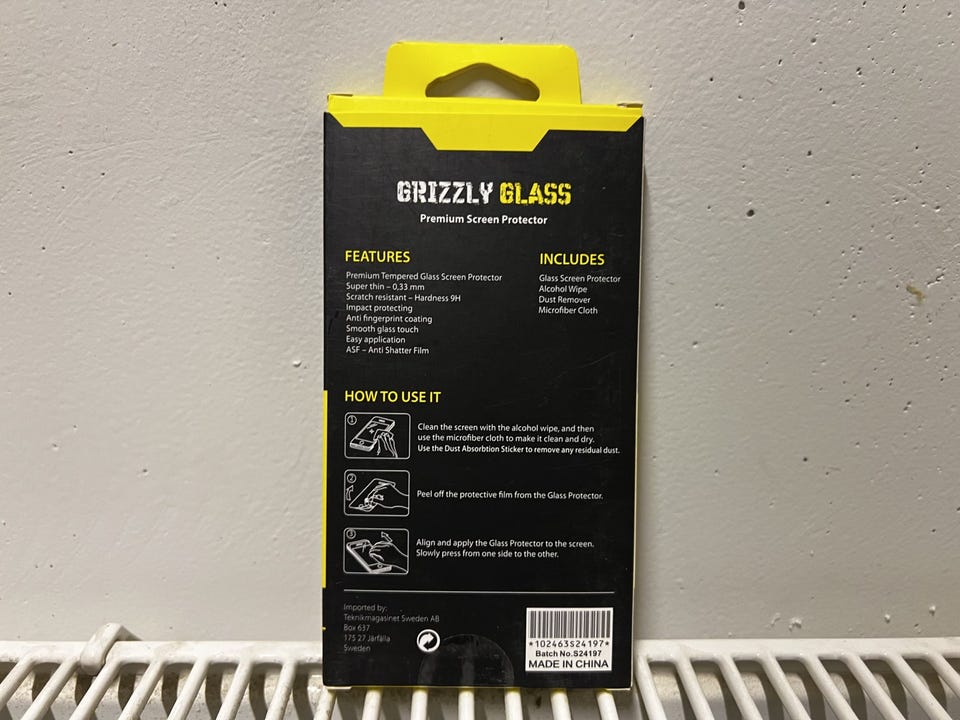 GRIZZLY GLASS
Premium Screen Protector
FEATURES
Premium Tempered Glass Screen Protector
Super thin – 0,33 mm
Scratch resistant – Hardness 9H
Impact protecting
Anti fingerprint coating
Smooth glass touch
Easy application
ASF – Anti Shatter Film
INCLUDES
Glass Screen Protector
Alcohol Wipe
Dust Remover
Microfiber Cloth
HOW TO USE IT
1
Clean the screen with the alcohol wipe, and then
use the microfiber cloth to make it clean and dry.
Use the Dust Absorbtion Sticker to remove any residual dust.
2
Peel off the protective film from the Glass Protector.
3
Align and apply the Glass Protector to the screen.
Slowly press from one side to the other.
Imported by:
Teknikmagasinet Sweden AB
Box 637
175 27 Järfälla
Sweden
*102463S24197*
Batch No.S24197
MADE IN CHINA